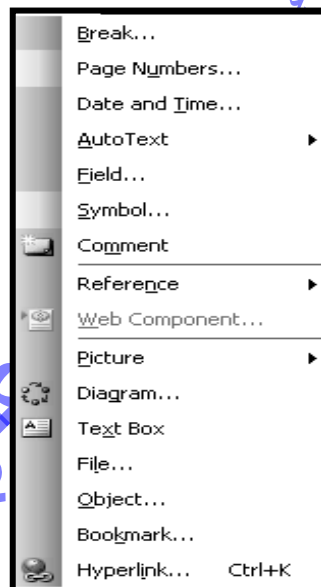 Break...
Page Numbers...
Date and Time...
AutoText
Field...
Symbol...
Comment
Reference
Web Component...
Picture
Diagram...
Text Box
File...
Object...
Bookmark...
Hyperlink... Ctrl+K